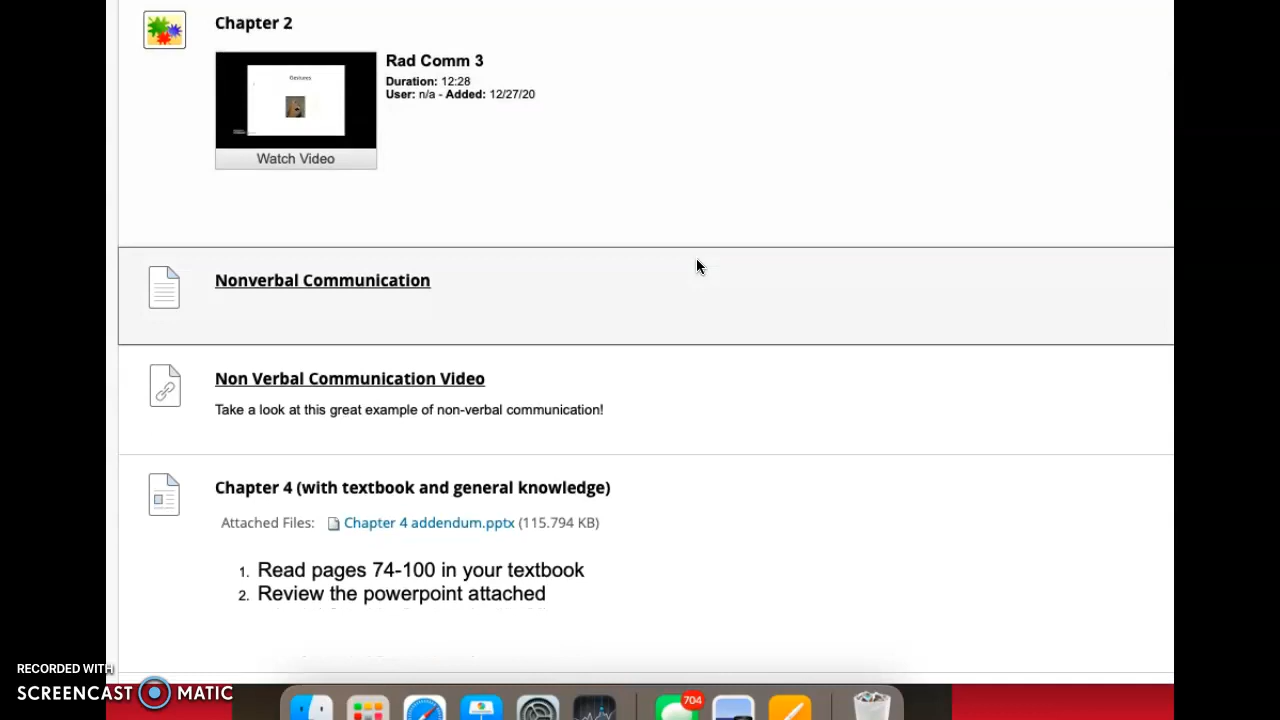 Chapter 2
Gestures
Watch Video
Rad Comm 3
Duration: 12:28
User: n/a - Added: 12/27/20
Nonverbal Communication
Non Verbal Communication Video
Take a look at this great example of non-verbal communication!
Chapter 4 (with textbook and general knowledge)
Attached Files: Chapter 4 addendum.pptx (115.794 KB)
1. Read pages 74-100 in your textbook
2. Review the powerpoint attached
RECORDED WITH
SCREENCAST MATIC
704